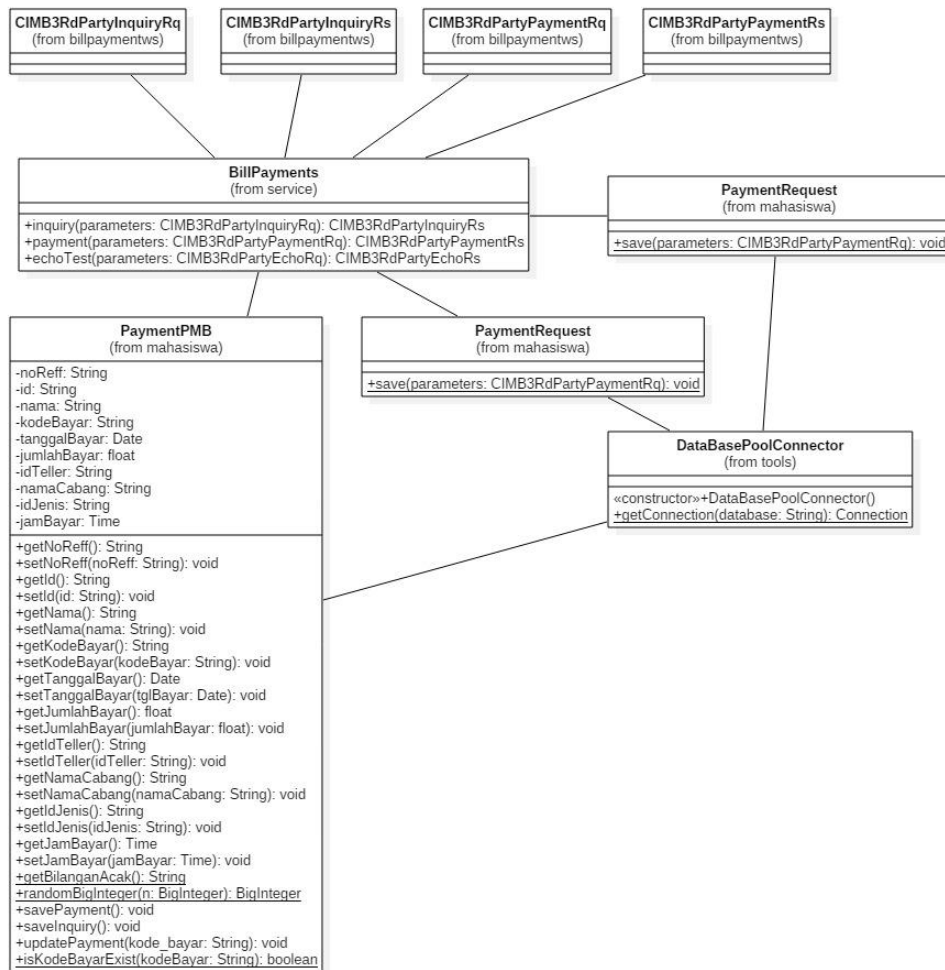 CIMB3RdPartyInquiryRq
(from billpaymentws)
CIMB3RdPartyInquiryRs
(from billpaymentws)
CIMB3RdPartyPaymentRq
(from billpaymentws)
CIMB3RdPartyPaymentRs
(from billpaymentws)
BillPayments
(from service)
+inquiry(parameters: CIMB3RdPartyInquiryRq): CIMB3RdPartyInquiryRs
+payment(parameters: CIMB3RdPartyPaymentRq): CIMB3RdPartyPaymentRs
+echoTest(parameters: CIMB3RdPartyEchoRq): CIMB3RdPartyEchoRs
PaymentRequest
(from mahasiswa)
+save(parameters: CIMB3RdPartyPaymentRq): void
PaymentPMB
(from mahasiswa)
-noReff: String
-id: String
-nama: String
-kodeBayar: String
-tanggalBayar: Date
-jumlahBayar: float
-idTeller: String
-namaCabang: String
-idJenis: String
-jamBayar: Time
+getNoReff(): String
+setNoReff(noReff: String): void
+getId(): String
+setId(id: String): void
+getNama(): String
+setNama(nama: String): void
+getKodeBayar(): String
+setKodeBayar(kodeBayar: String): void
+getTanggalBayar(): Date
+setTanggalBayar(tglBayar: Date): void
+getJumlahBayar(): float
+setJumlahBayar(jumlahBayar: float): void
+getIdTeller(): String
+setIdTeller(idTeller: String): void
+getNamaCabang(): String
+setNamaCabang(namaCabang: String): void
+getIdJenis(): String
+setIdJenis(idJenis: String): void
+getJamBayar(): Time
+setJamBayar(jamBayar: Time): void
+getBilanganAcak(): String
+randomBigInteger(n: BigInteger): BigInteger
+savePayment(): void
+saveInquiry(): void
+updatePayment(kode_bayar: String): void
+isKodeBayarExist(kodeBayar: String): boolean
PaymentRequest
(from mahasiswa)
+save(parameters: CIMB3RdPartyPaymentRq): void
DataBasePoolConnector
(from tools)
«constructor»+DataBasePoolConnector()
+getConnection(database: String): Connection